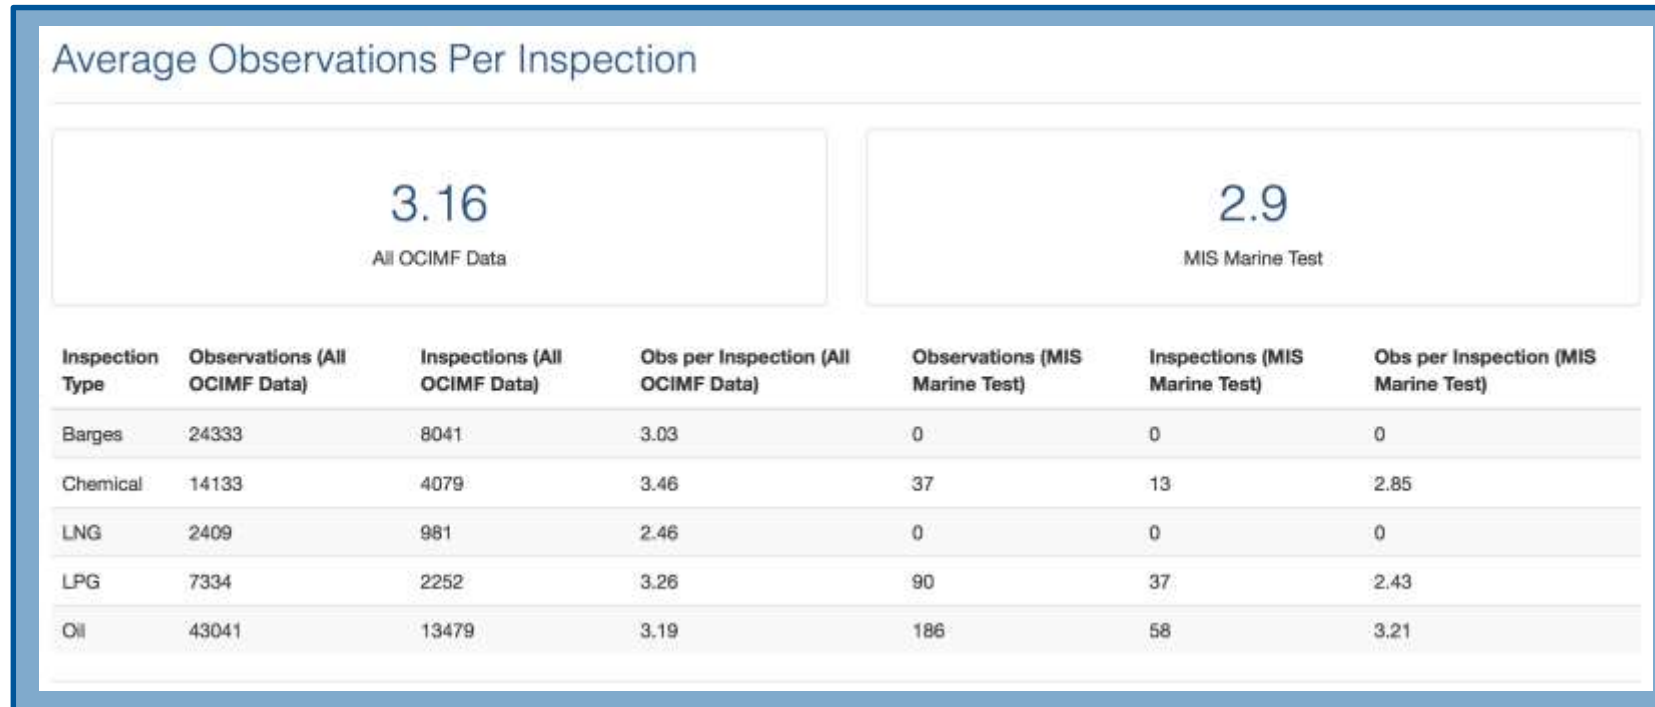 Average Observations Per Inspection
3.16
All OCIMF Data
2.9
MIS Marine Test
Inspection Type Observations (All OCIMF Data) Inspections (All OCIMF Data) Obs per Inspection (All OCIMF Data) Observations (MIS Marine Test) Inspections (MIS Marine Test) Obs per Inspection (MIS Marine Test)
Barges 24333 8041 3.03 0 0 0
Chemical 14133 4079 3.46 37 13 2.85
LNG 2409 981 2.46 0 0 0
LPG 7334 2252 3.26 90 37 2.43
Oil 43041 13479 3.19 186 58 3.21